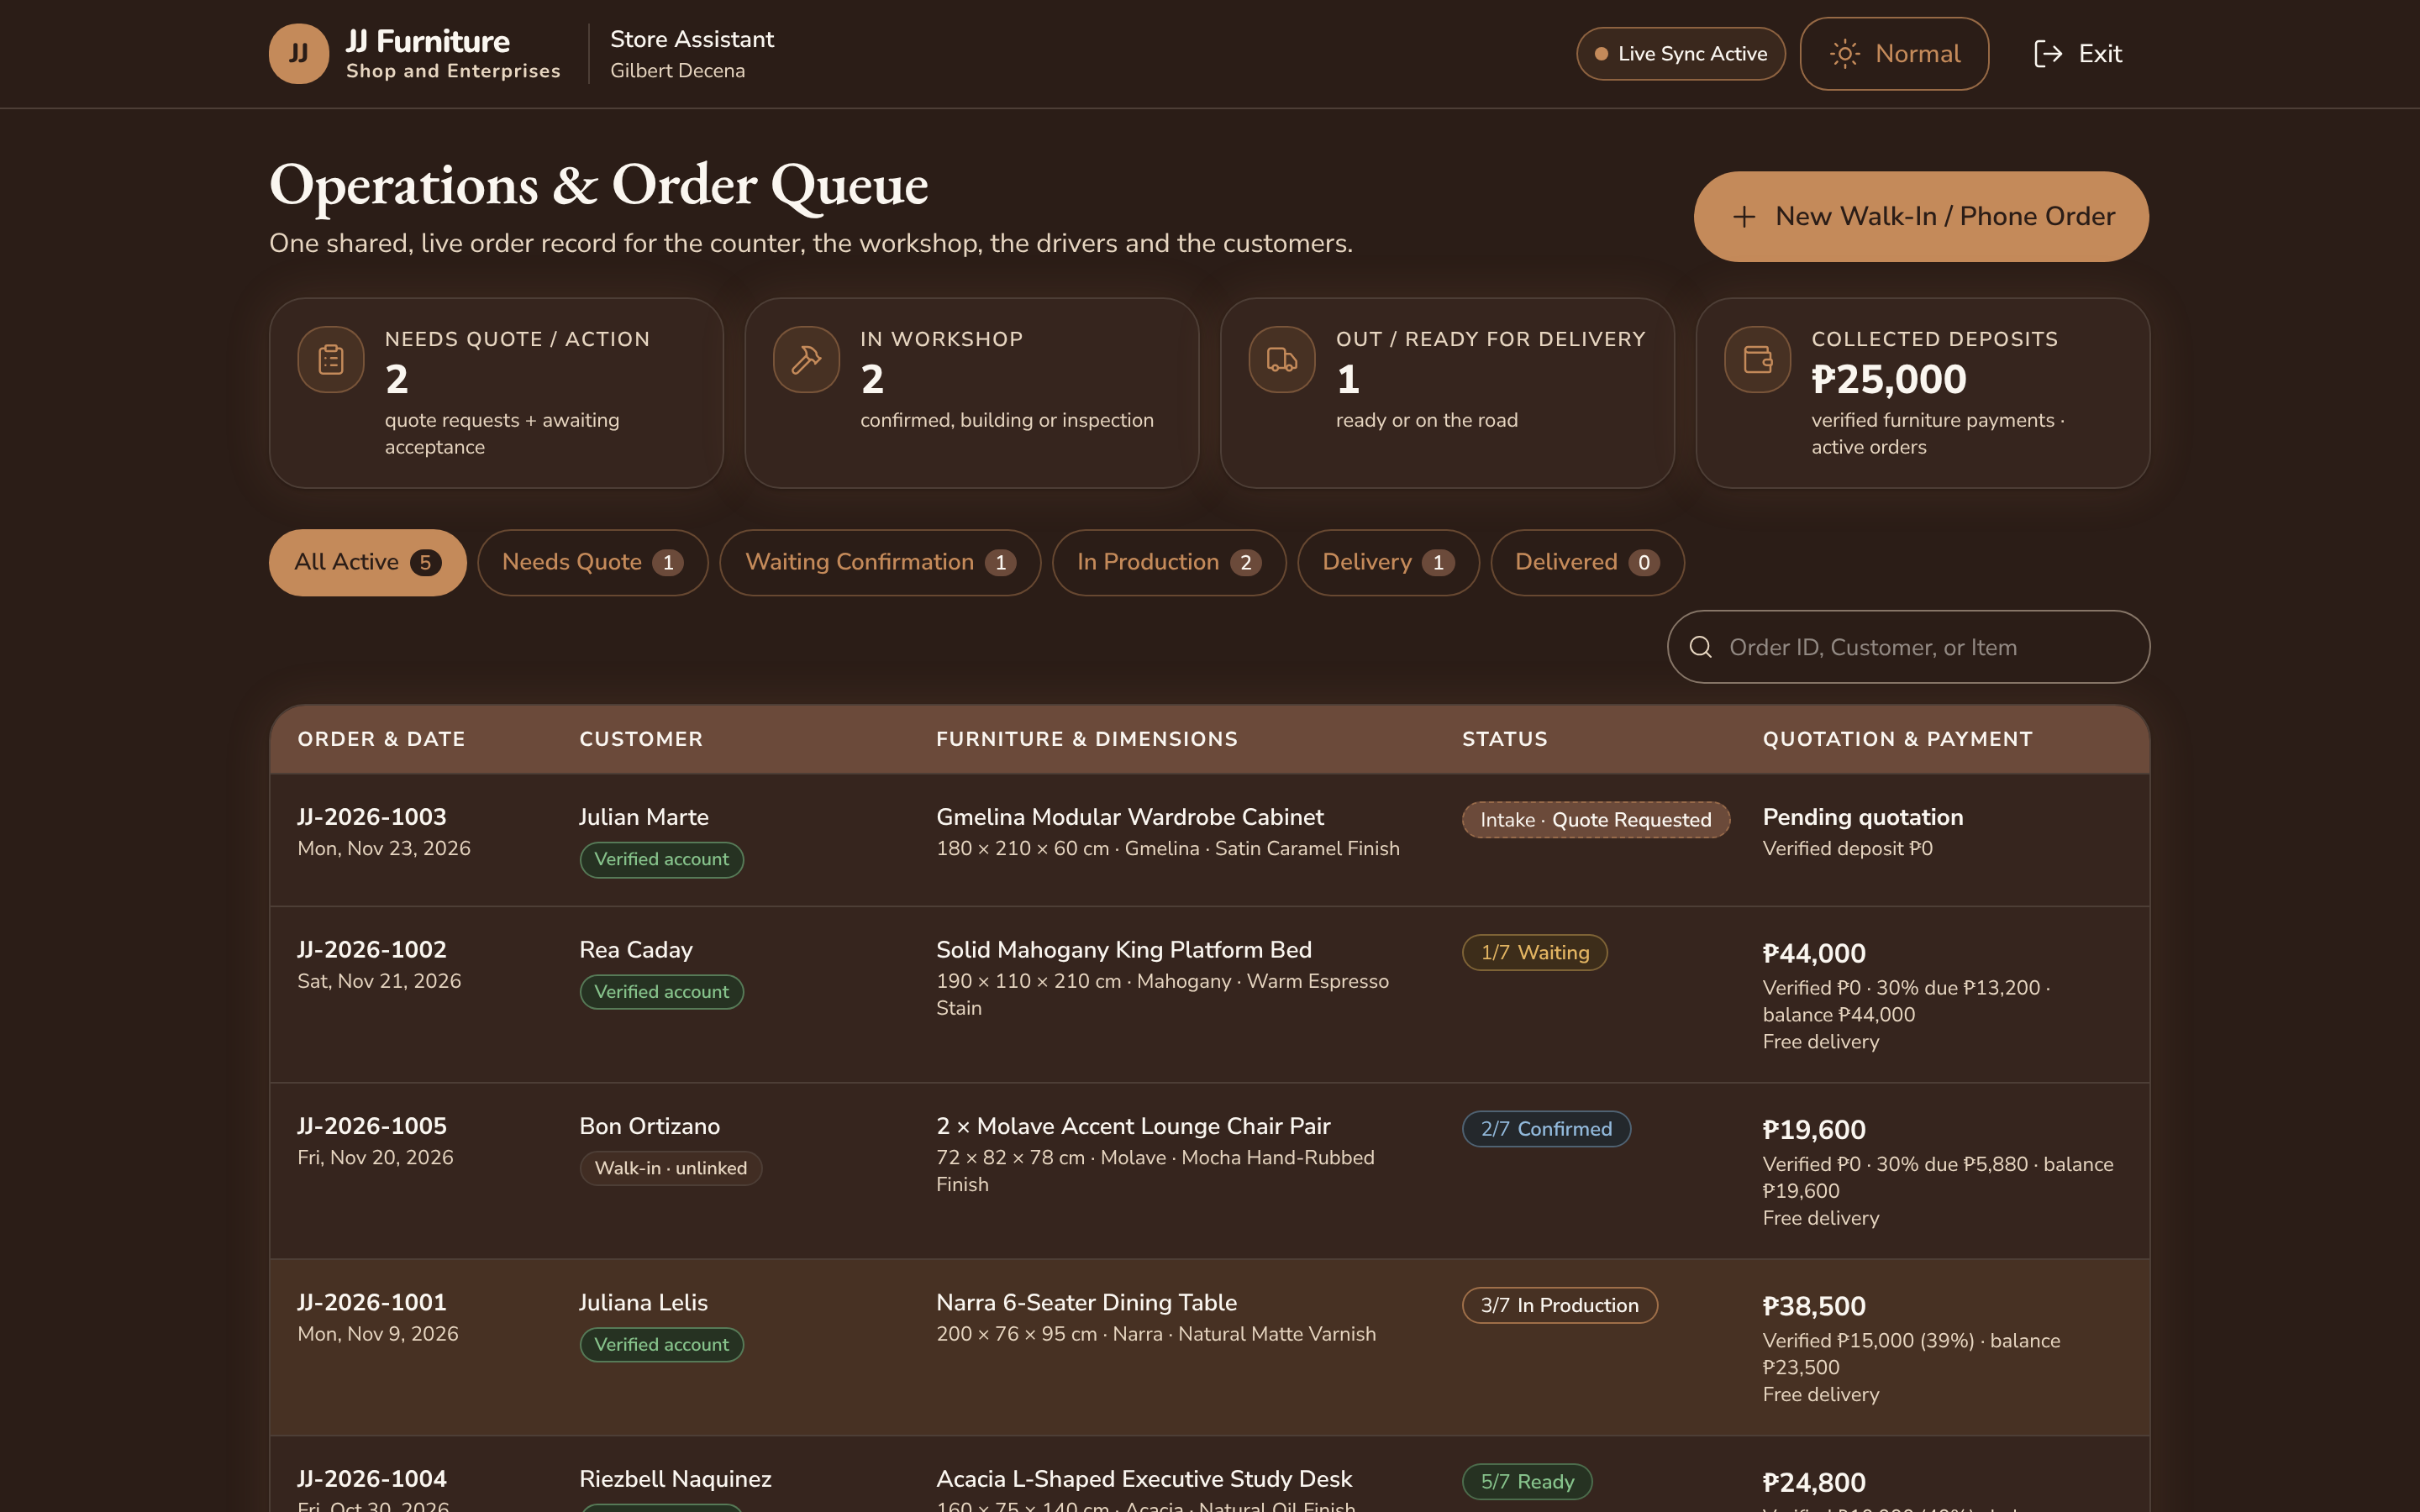 JJ
JJ Furniture
Shop and Enterprises
Store Assistant
Gilbert Decena
Live Sync Active
Normal
Exit
Operations & Order Queue
One shared, live order record for the counter, the workshop, the drivers and the customers.
New Walk-In / Phone Order
NEEDS QUOTE / ACTION
2
quote requests + awaiting
acceptance
IN WORKSHOP
2
confirmed, building or inspection
OUT / READY FOR DELIVERY
1
ready or on the road
COLLECTED DEPOSITS
₱25,000
verified furniture payments ·
active orders
All Active 5
Needs Quote 1
Waiting Confirmation 1
In Production 2
Delivery 1
Delivered 0
Order ID, Customer, or Item
ORDER & DATE CUSTOMER FURNITURE & DIMENSIONS STATUS QUOTATION & PAYMENT
JJ-2026-1003
Mon, Nov 23, 2026
Julian Marte
Verified account
Gmelina Modular Wardrobe Cabinet
180 × 210 × 60 cm · Gmelina · Satin Caramel Finish
Intake · Quote Requested
Pending quotation
Verified deposit ₱0
JJ-2026-1002
Sat, Nov 21, 2026
Rea Caday
Verified account
Solid Mahogany King Platform Bed
190 × 110 × 210 cm · Mahogany · Warm Espresso
Stain
1/7 Waiting
₱44,000
Verified ₱0 · 30% due ₱13,200 ·
balance ₱44,000
Free delivery
JJ-2026-1005
Fri, Nov 20, 2026
Bon Ortizano
Walk-in · unlinked
2 × Molave Accent Lounge Chair Pair
72 × 82 × 78 cm · Molave · Mocha Hand-Rubbed
Finish
2/7 Confirmed
₱19,600
Verified ₱0 · 30% due ₱5,880 · balance
₱19,600
Free delivery
JJ-2026-1001
Mon, Nov 9, 2026
Juliana Lelis
Verified account
Narra 6-Seater Dining Table
200 × 76 × 95 cm · Narra · Natural Matte Varnish
3/7 In Production
₱38,500
Verified ₱15,000 (39%) · balance
₱23,500
Free delivery
JJ-2026-1004
Fri, Oct 30, 2026
Riezbell Naquinez
Acacia L-Shaped Executive Study Desk
160 × 75 × 140 cm · Acacia · Natural Oil Finish
5/7 Ready
₱24,800